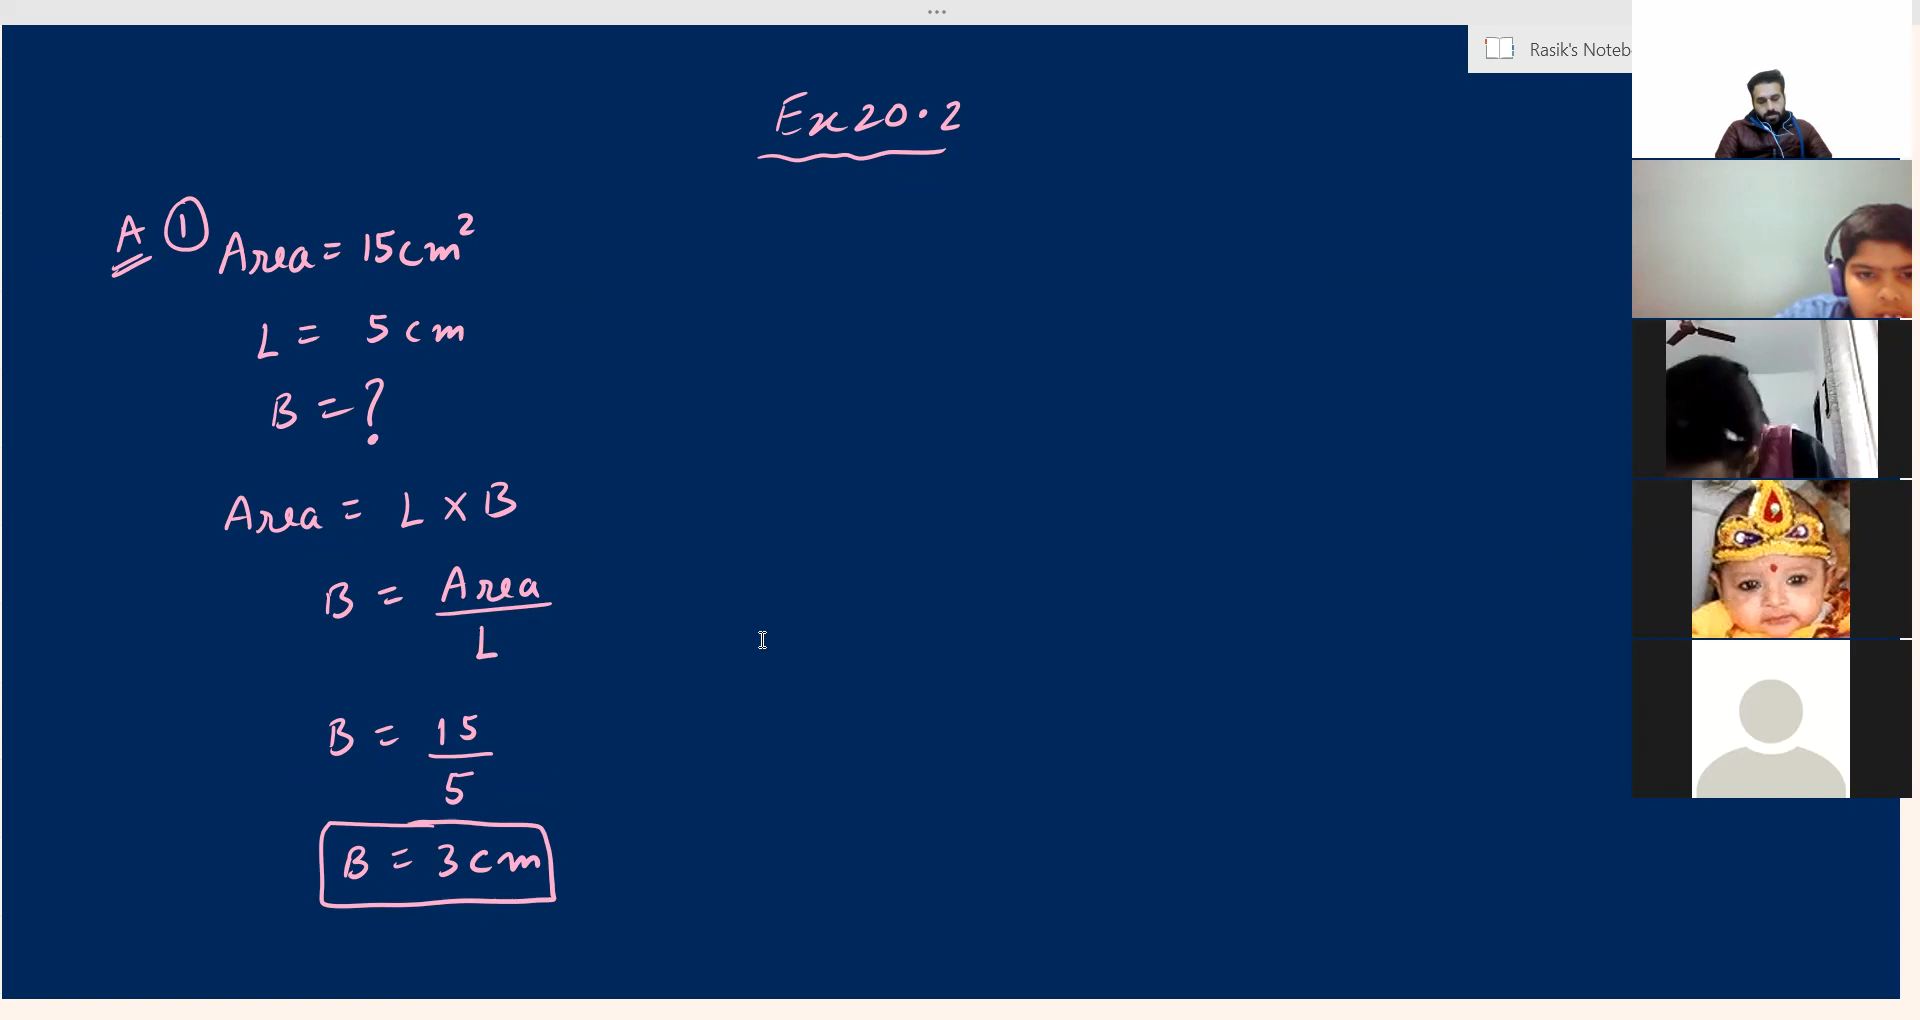 Rasik's Noteb
Ex 20.2
A ① Area = 15cm²
L = 5 cm
B = ?
Area = L × B
B = Area
L
B = 15
5
B = 3 cm